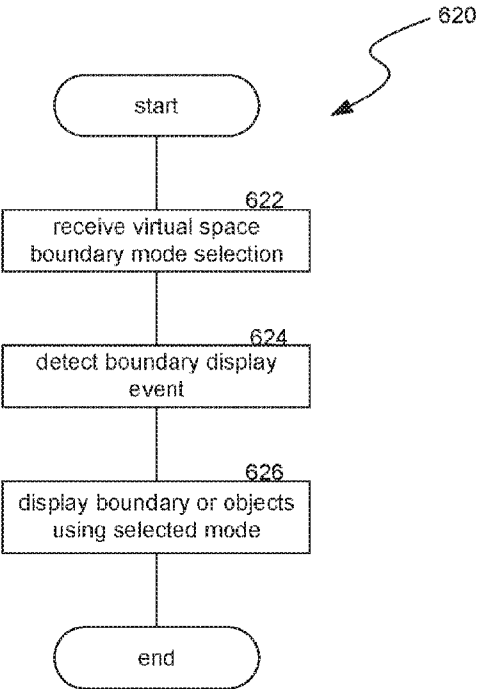 620
start
622
receive virtual space
boundary mode selection
624
detect boundary display
event
626
display boundary or objects
using selected mode
end